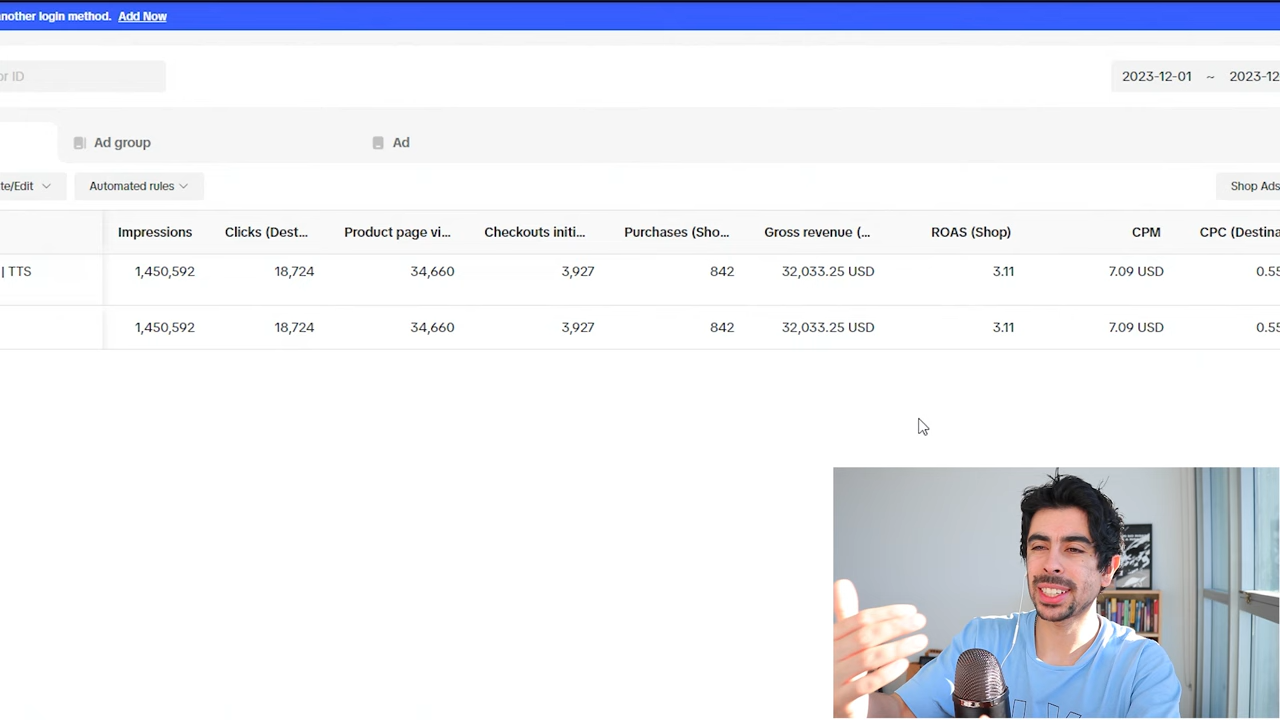 another login method. Add Now
or ID
2023-12-01 ~ 2023-12
Ad group
Ad
te/Edit
Automated rules
Shop Ads
Impressions Clicks (Dest... Product page vi... Checkouts initi... Purchases (Sho... Gross revenue (... ROAS (Shop) CPM CPC (Destina
| TTS 1,450,592 18,724 34,660 3,927 842 32,033.25 USD 3.11 7.09 USD 0.55
1,450,592 18,724 34,660 3,927 842 32,033.25 USD 3.11 7.09 USD 0.55